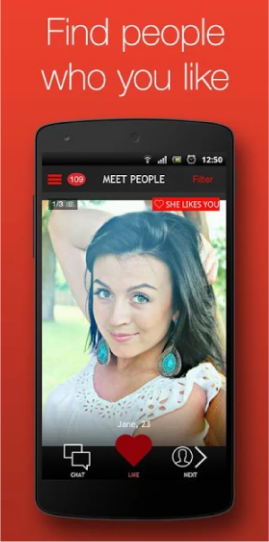 Find people
who you like
12:50
109
MEET PEOPLE
Filter
1/3
SHE LIKES YOU
Jane, 23
CHAT
LIKE
NEXT